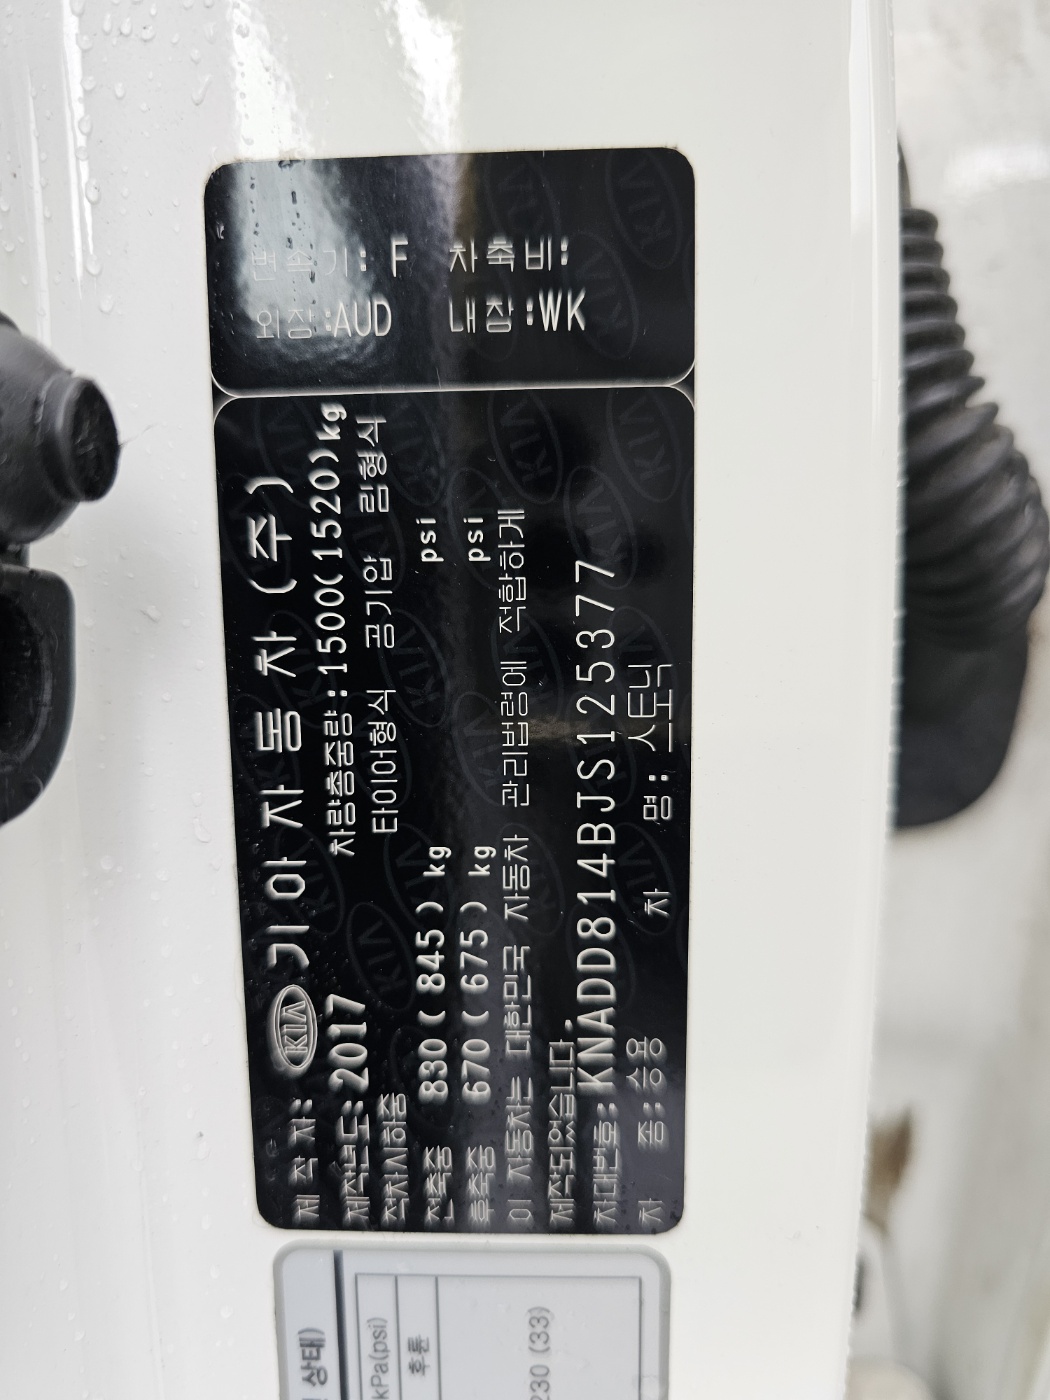 변속기: F 차축비:
외장:AUD 내장:WK
제 작 자: KIA 기아자동차(주)
제작년도:2017 차량총중량:1500(1520)kg
적차시하중 타이어형식 공기압 림형식
전축중 830(845)kg psi
후축중 670(675)kg psi
이 자동차는 대한민국 자동차 관리법령에 적합하게
제작되었습니다.
차대번호:KNADD814BJS125377
차 종:승용 차 명:스토닉
상태)
kPa(psi)
후륜
230 (33)